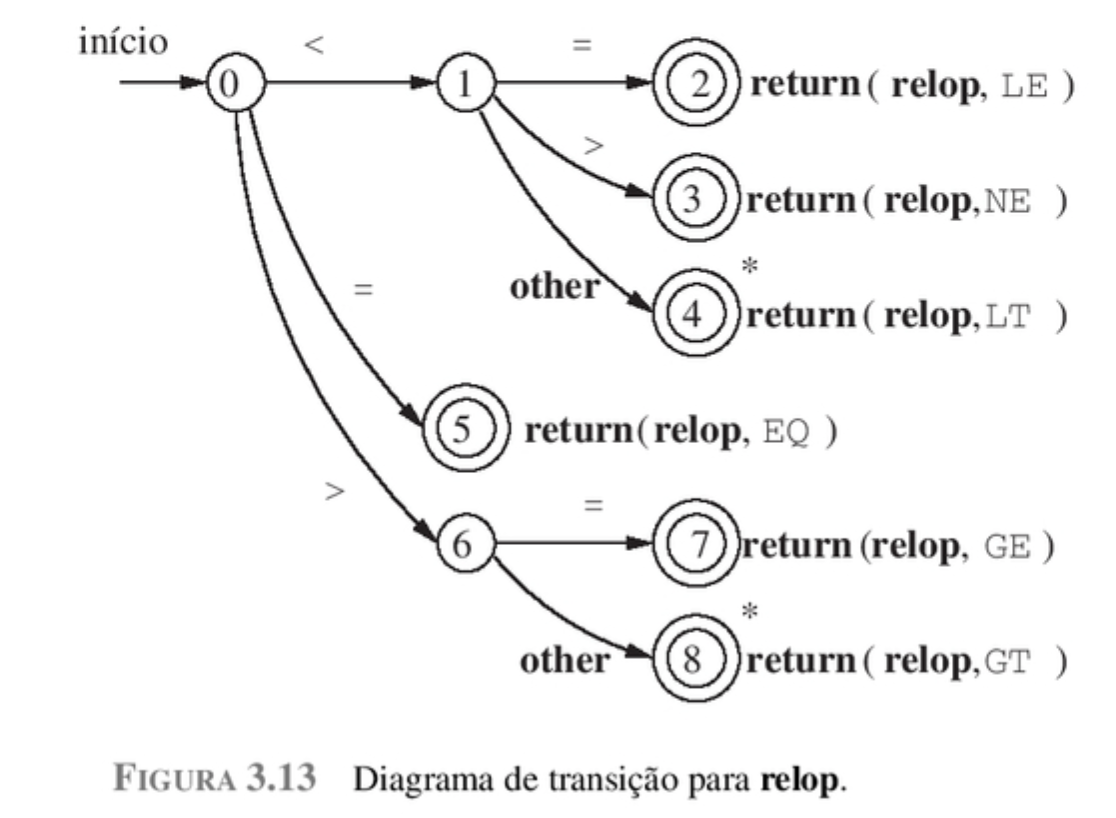 início
<
=
0
1
2
return( relop, LE )
>
3
return( relop,NE )
other
*
4
return( relop,LT )
=
5
return(relop, EQ )
>
=
6
7
return(relop, GE )
other
*
8
return( relop,GT )
FIGURA 3.13 Diagrama de transição para relop.